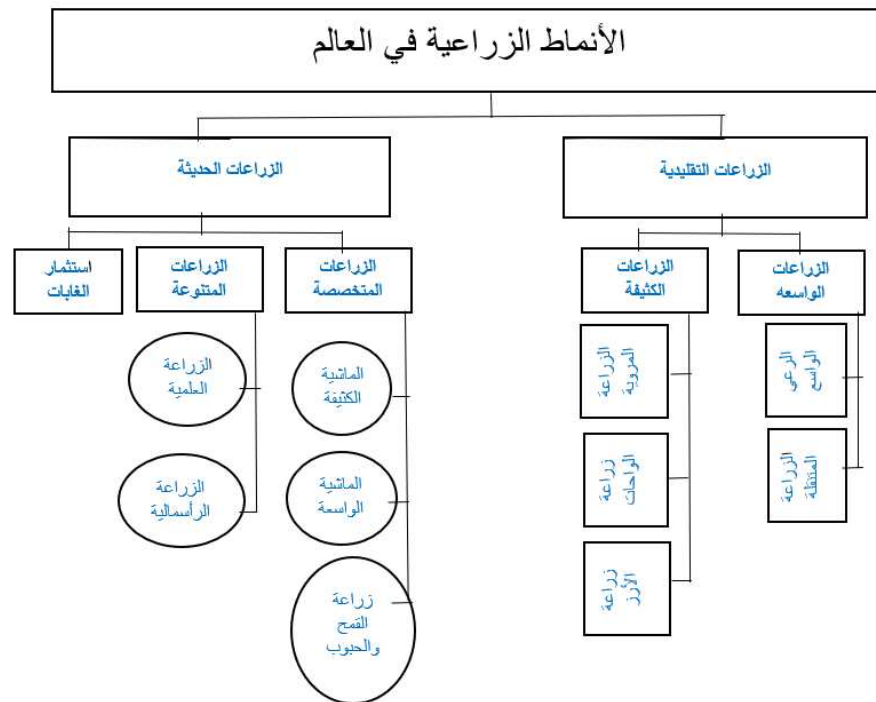 الأنماط الزراعية في العالم
الزراعات التقليدية
الزراعات الحديثة
الزراعات
الواسعه
الزراعات
الكثيفة
الزراعات
المتخصصة
الزراعات
المتنوعة
استثمار
الغابات
الرعي
الواسع
الزراعة
المتنقلة
الزراعة
المروية
زراعة
الواحات
زراعة
الأرز
الماشية
الكثيفة
الماشية
الواسعة
زراعة
القمح
والحبوب
الزراعة
العلمية
الزراعة
الرأسمالية